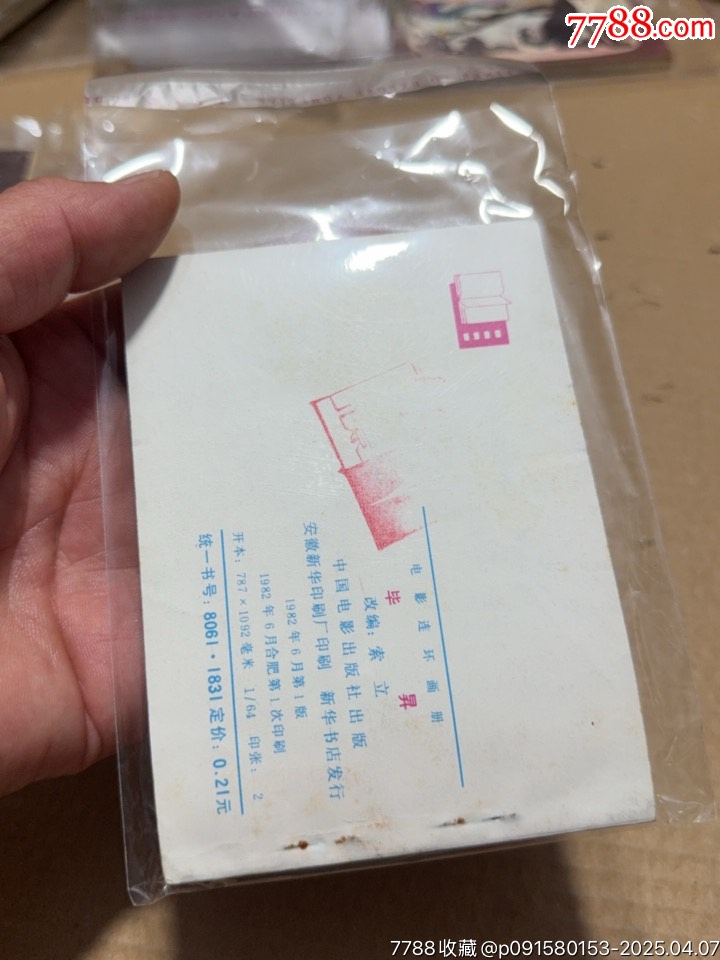 7788.com
电影连环画册
毕昇
改编：索立
中国电影出版社出版
安徽新华印刷厂印刷 新华书店发行
1982年6月第1版
1982年6月合肥第1次印刷
开本：787×1092毫米 1/64 印张：2
统一书号：8061·1831 定价：0.21元
7788收藏@p091580153-2025.04.07